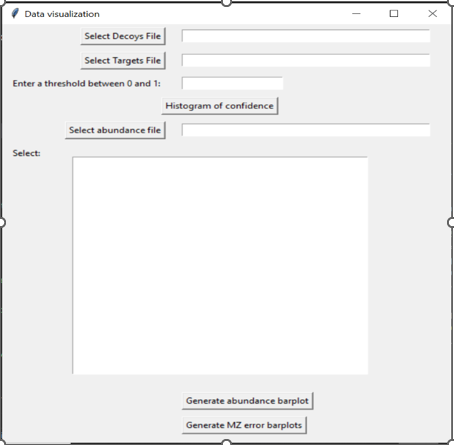 Data visualization
Select Decoys File
Select Targets File
Enter a threshold between 0 and 1:
Histogram of confidence
Select abundance file
Select:
Generate abundance barplot
Generate MZ error barplots